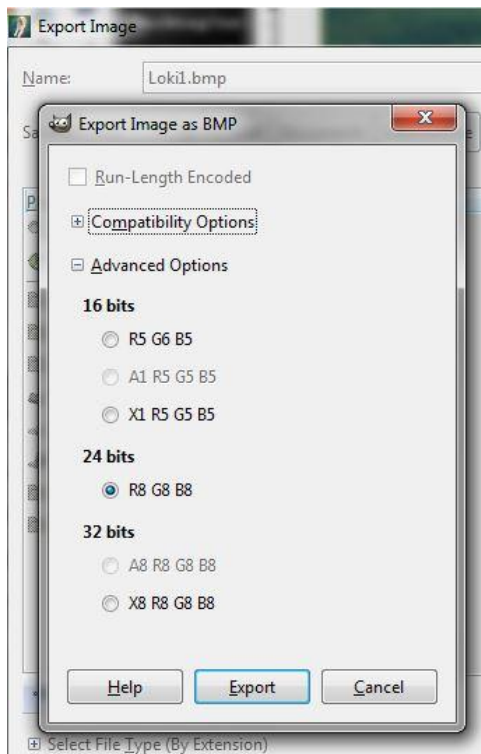 Export Image
Name: Loki1.bmp
Sa
Export Image as BMP
Run-Length Encoded
P
Compatibility Options
Advanced Options
16 bits
R5 G6 B5
A1 R5 G5 B5
X1 R5 G5 B5
24 bits
R8 G8 B8
32 bits
A8 R8 G8 B8
X8 R8 G8 B8
Help Export Cancel
Select File Type (By Extension)